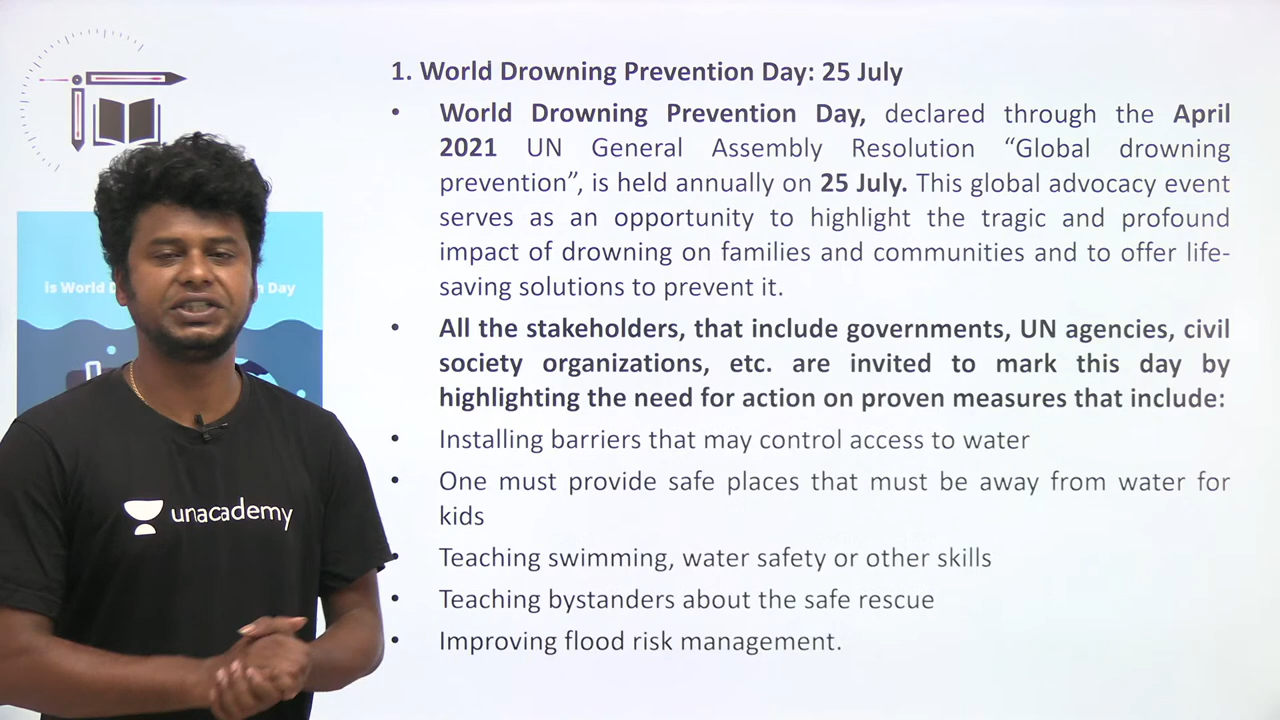 1. World Drowning Prevention Day: 25 July
• World Drowning Prevention Day, declared through the April
2021 UN General Assembly Resolution “Global drowning
prevention”, is held annually on 25 July. This global advocacy event
serves as an opportunity to highlight the tragic and profound
impact of drowning on families and communities and to offer life-
saving solutions to prevent it.
• All the stakeholders, that include governments, UN agencies, civil
society organizations, etc. are invited to mark this day by
highlighting the need for action on proven measures that include:
• Installing barriers that may control access to water
• One must provide safe places that must be away from water for
kids
• Teaching swimming, water safety or other skills
• Teaching bystanders about the safe rescue
• Improving flood risk management.
is World
Day
unacademy